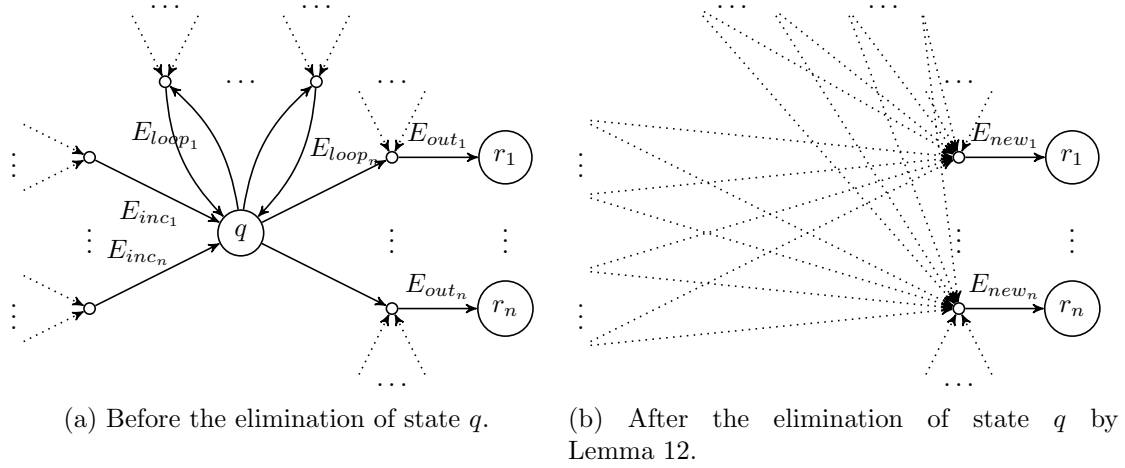 ... ...
... ...
E_{loop_1} E_{loop_n} E_{out_1} r_1
⋮
E_{inc_1}
⋮ q ⋮ ⋮
E_{inc_n}
⋮ E_{out_n} r_n
...
(a) Before the elimination of state q.
... ...
...
E_{new_1} r_1
⋮
⋮ ⋮
E_{new_n} r_n
⋮
...
(b) After the elimination of state q by
Lemma 12.